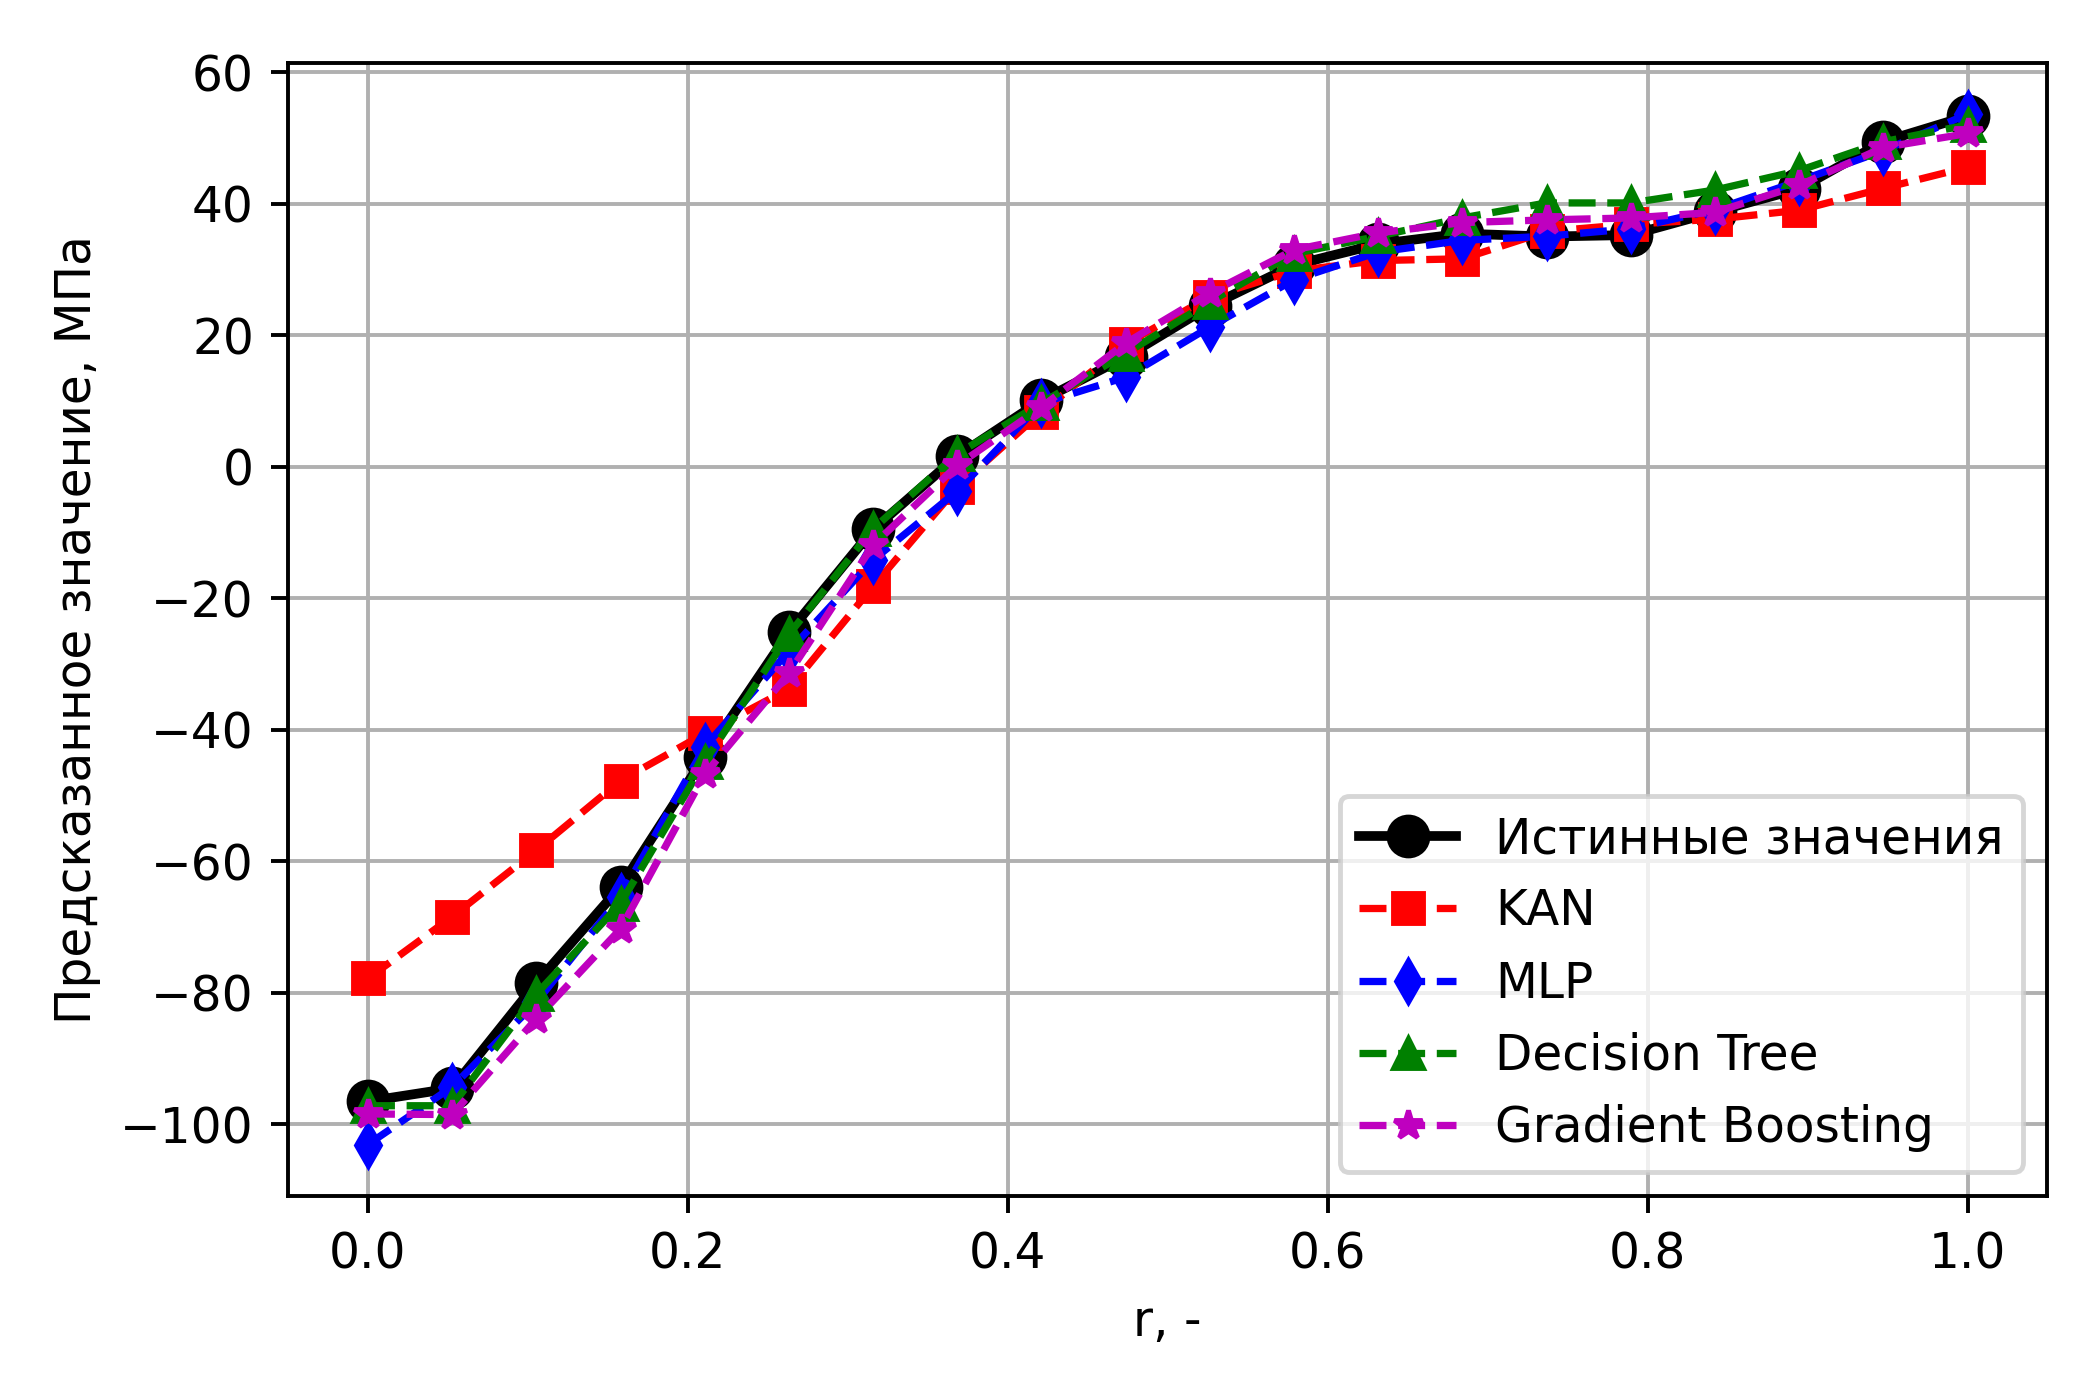 Предсказанное значение, МПа
60
40
20
0
−20
−40
−60
−80
−100
0.0 0.2 0.4 0.6 0.8 1.0
r, -
Истинные значения
KAN
MLP
Decision Tree
Gradient Boosting